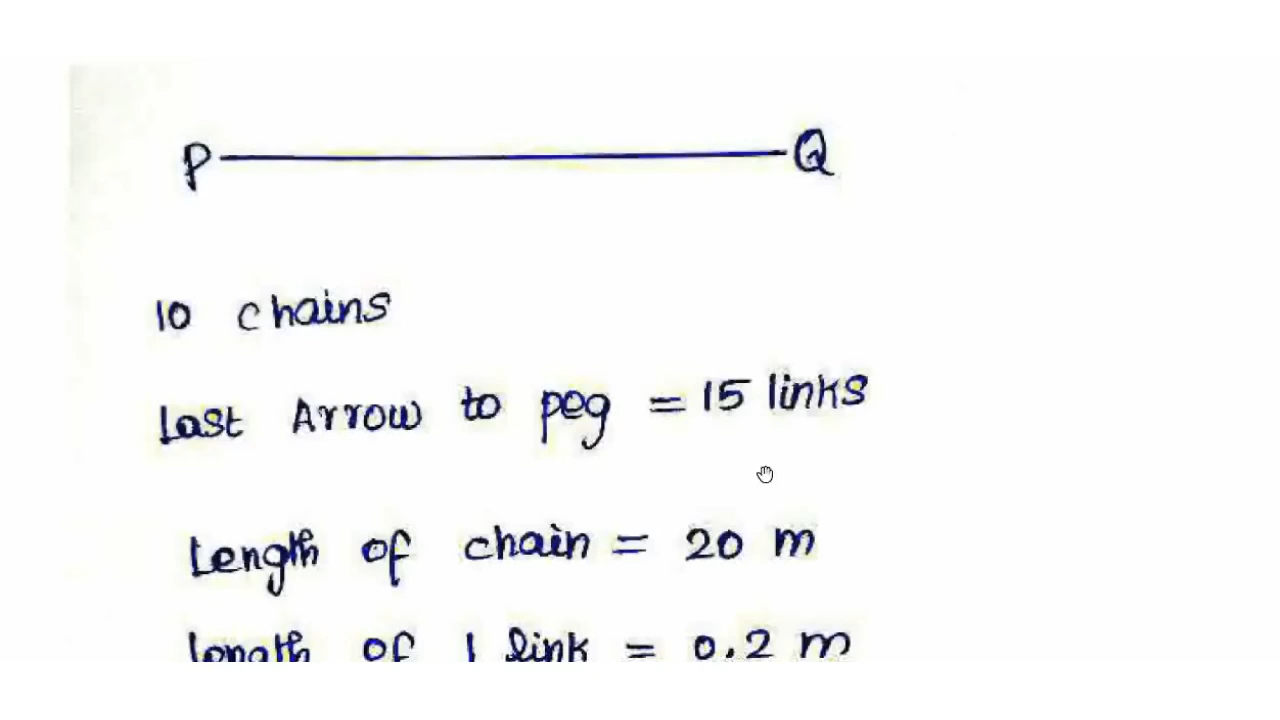 P Q
10 chains
Last Arrow to peg = 15 links
Length of chain = 20 m
Length of 1 link = 0.2 m